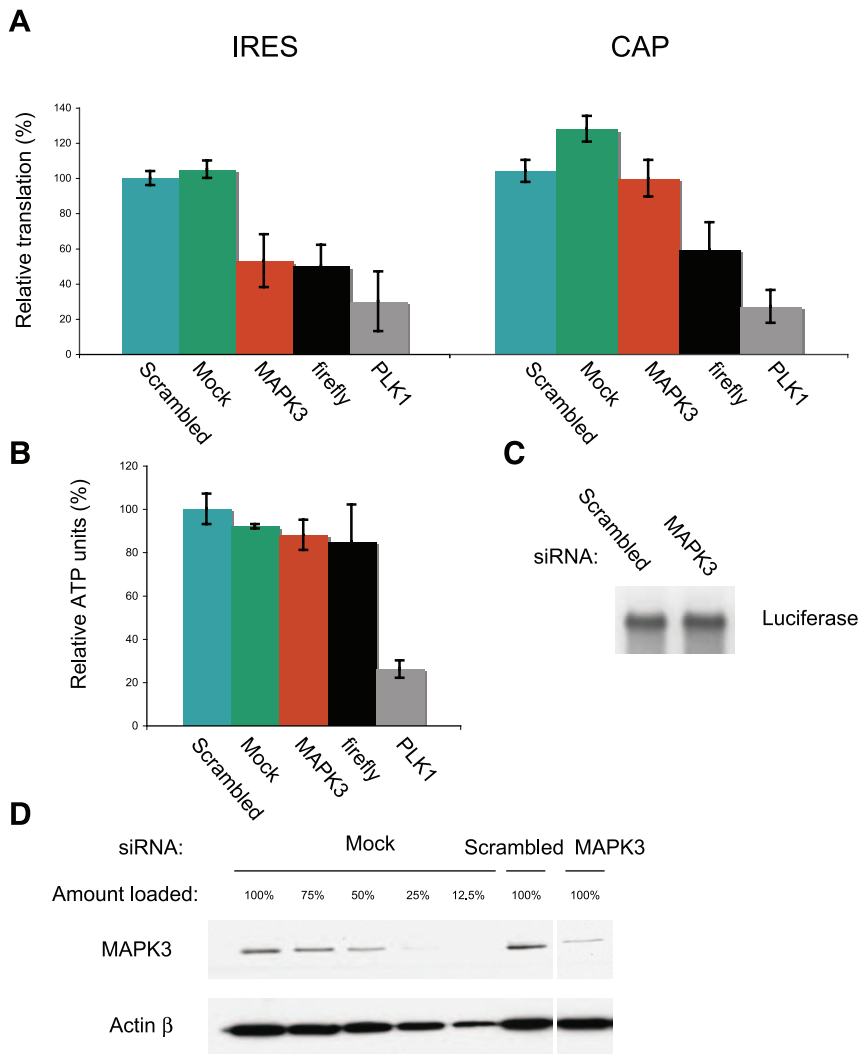 A
IRES
CAP
Relative translation (%)
140
120
100
80
60
40
20
0
Scrambled
Mock
MAPK3
firefly
PLK1
Scrambled
Mock
MAPK3
firefly
PLK1
B
Relative ATP units (%)
120
100
80
60
40
20
0
Scrambled
Mock
MAPK3
firefly
PLK1
C
siRNA:
Scrambled
MAPK3
Luciferase
D
siRNA: Mock Scrambled MAPK3
Amount loaded: 100% 75% 50% 25% 12.5% 100% 100%
MAPK3
Actin β